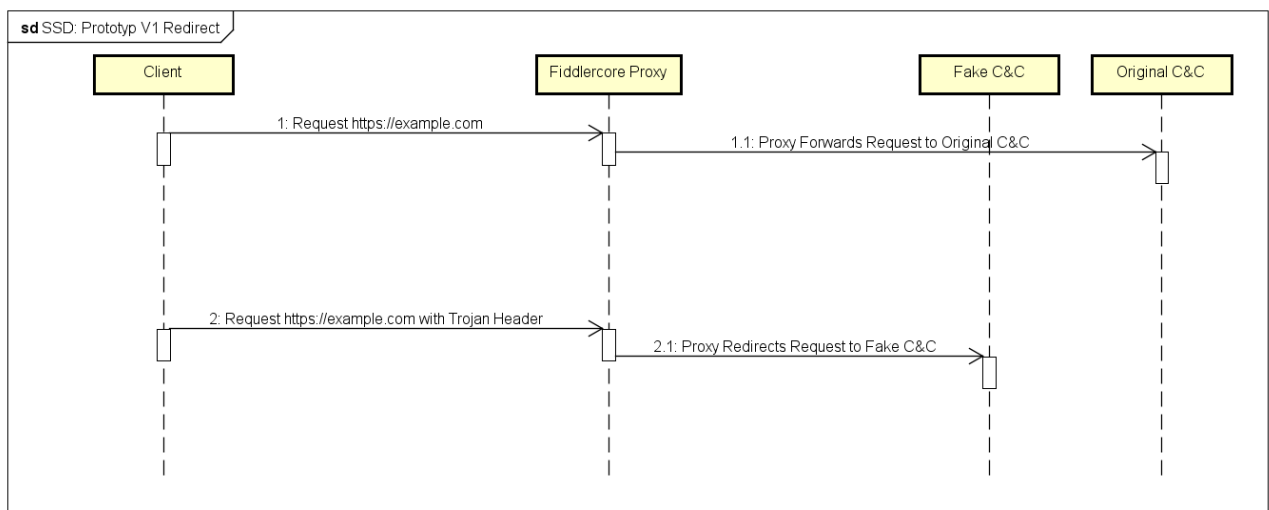 sd SSD: Prototyp V1 Redirect
Client
Fiddlercore Proxy
Fake C&C
Original C&C
1: Request https://example.com
1.1: Proxy Forwards Request to Original C&C
2: Request https://example.com with Trojan Header
2.1: Proxy Redirects Request to Fake C&C